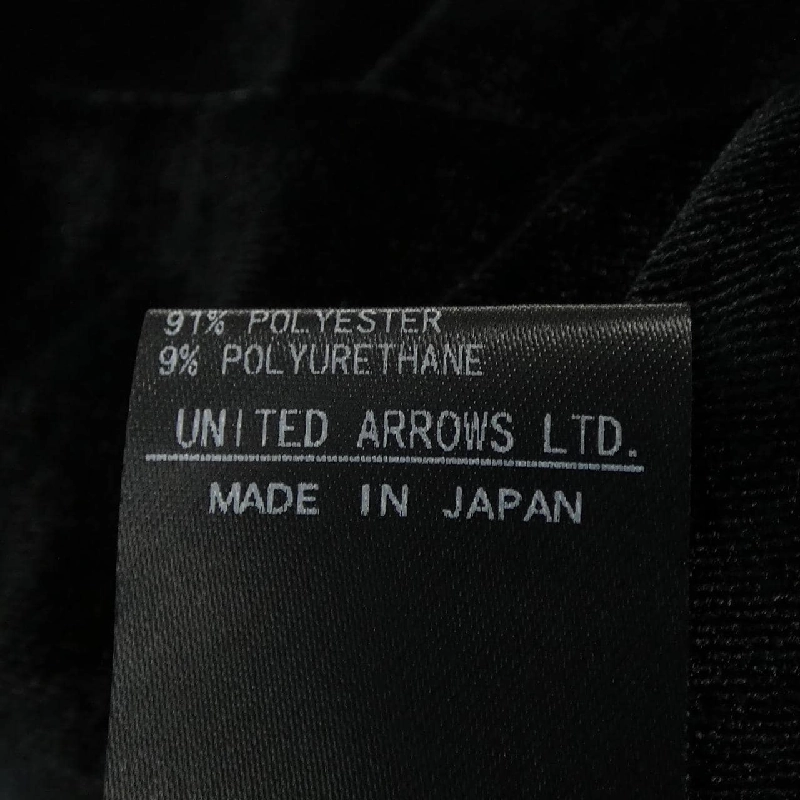 91% POLYESTER
9% POLYURETHANE
UNITED ARROWS LTD.
MADE IN JAPAN